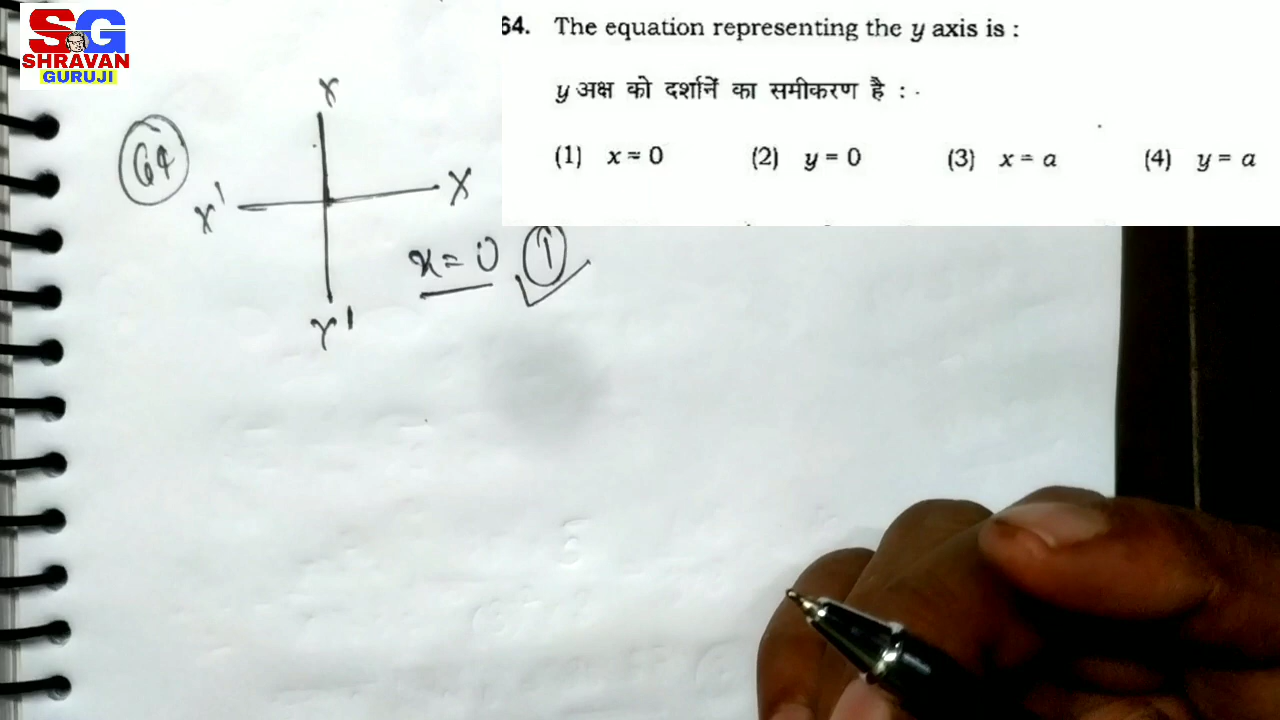 SG
SHRAVAN
GURUJI
64. The equation representing the y axis is :
y अक्ष को दर्शानें का समीकरण है :
(1) x = 0 (2) y = 0 (3) x = a (4) y = a
64
Y
X' X
Y'
x = 0 1